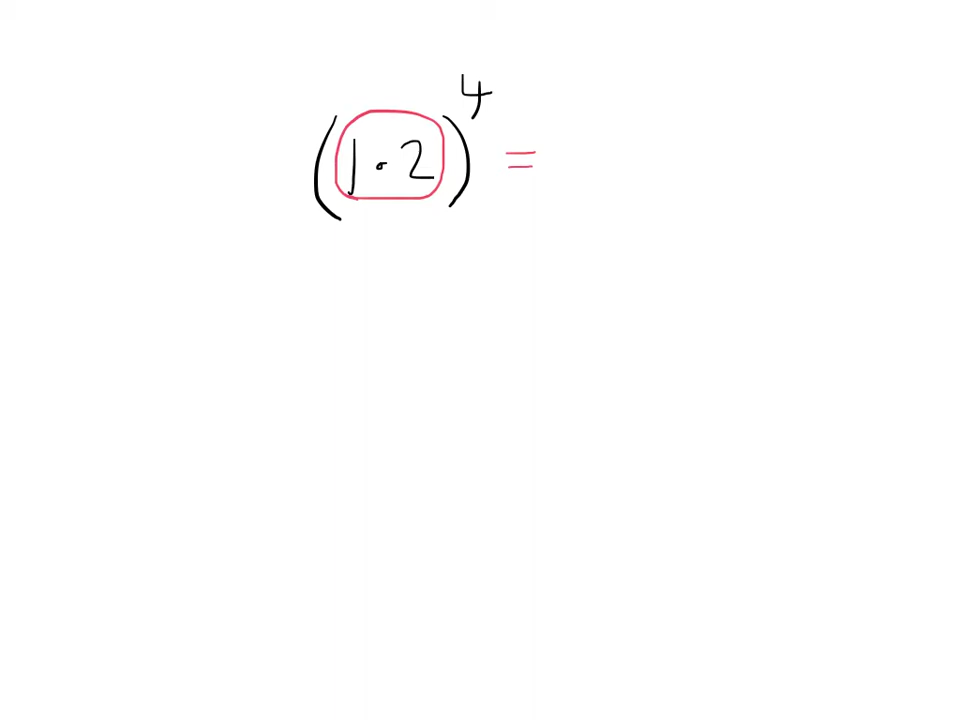 (1·2)⁴ =